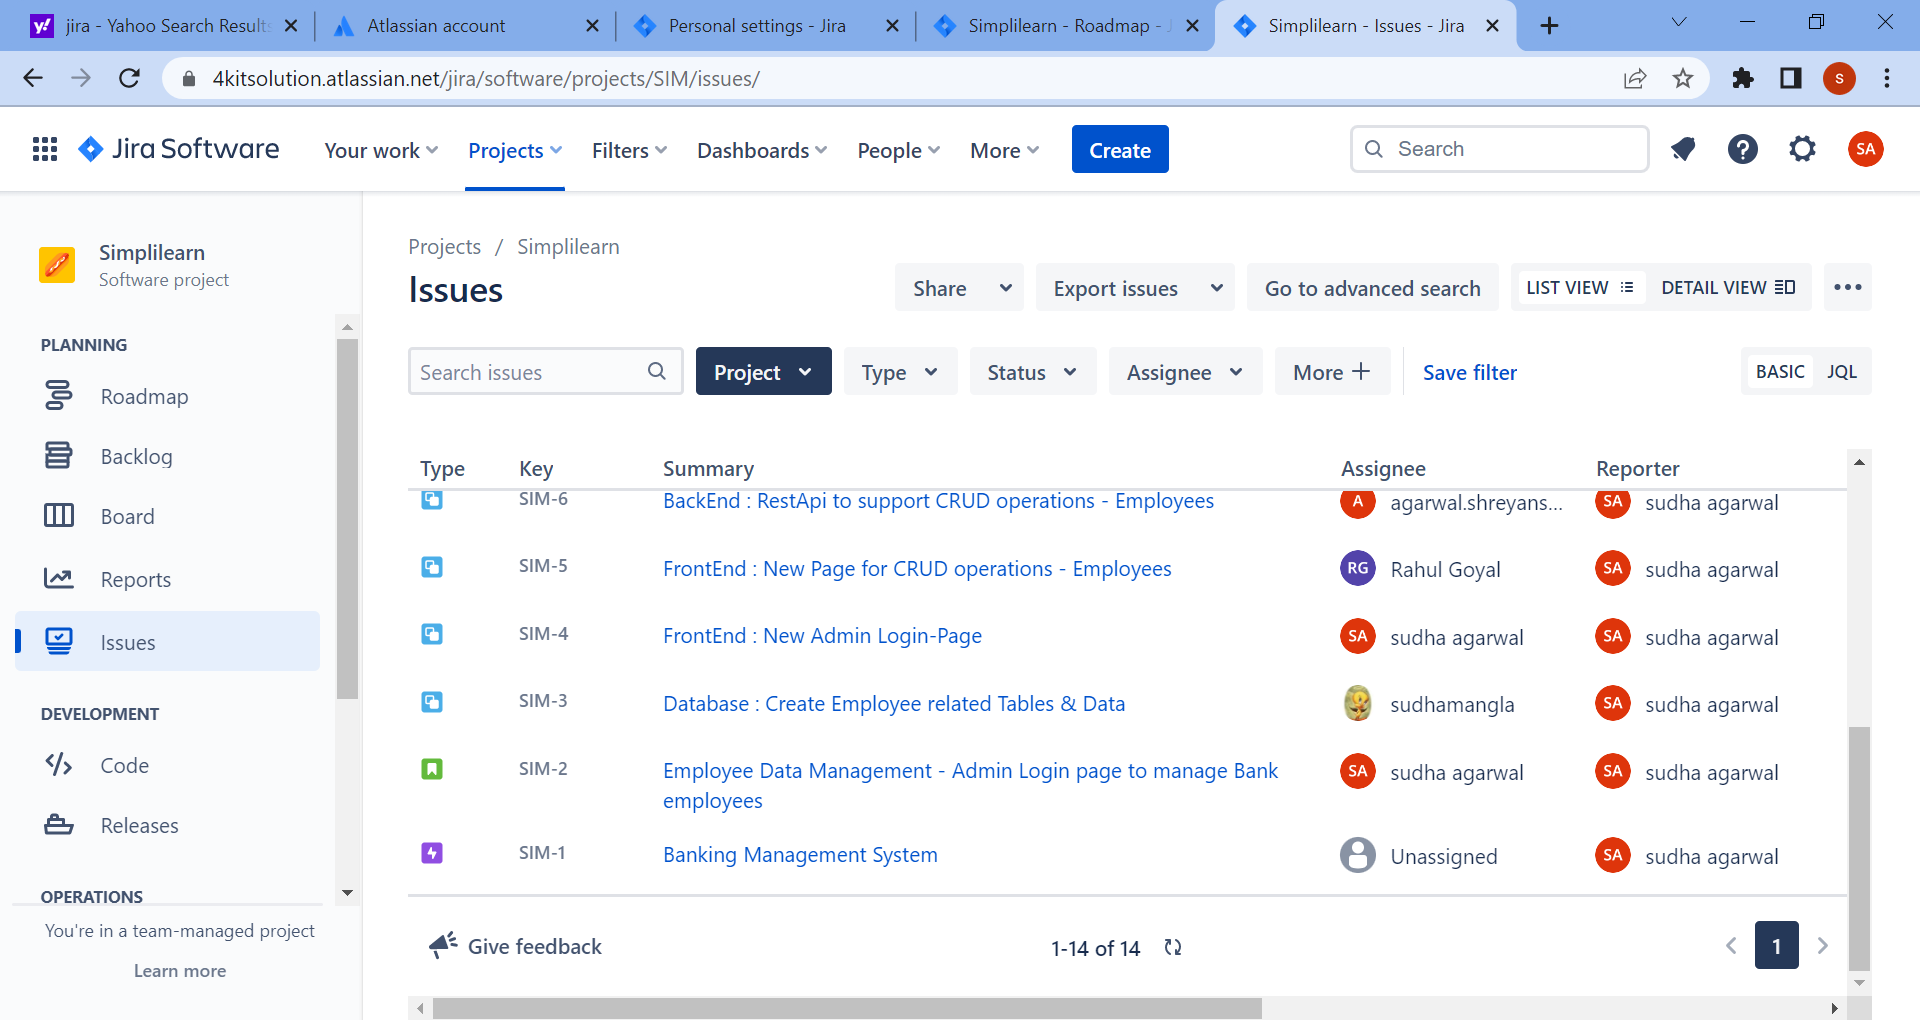 jira - Yahoo Search Results
Atlassian account
Personal settings - Jira
Simplilearn - Roadmap - J
Simplilearn - Issues - Jira
4kitsolution.atlassian.net/jira/software/projects/SIM/issues/
S
Jira Software
Your work
Projects
Filters
Dashboards
People
More
Create
Search
SA
Simplilearn
Software project
PLANNING
Roadmap
Backlog
Board
Reports
Issues
DEVELOPMENT
Code
Releases
OPERATIONS
You're in a team-managed project
Learn more
Projects / Simplilearn
Issues
Share
Export issues
Go to advanced search
LIST VIEW
DETAIL VIEW
Search issues
Project
Type
Status
Assignee
More
Save filter
BASIC
JQL
Type Key Summary Assignee Reporter
SIM-6 BackEnd : RestApi to support CRUD operations - Employees A agarwal.shreyans... SA sudha agarwal
SIM-5 FrontEnd : New Page for CRUD operations - Employees RG Rahul Goyal SA sudha agarwal
SIM-4 FrontEnd : New Admin Login-Page SA sudha agarwal SA sudha agarwal
SIM-3 Database : Create Employee related Tables & Data sudhamangla SA sudha agarwal
SIM-2 Employee Data Management - Admin Login page to manage Bank SA sudha agarwal SA sudha agarwal
employees
SIM-1 Banking Management System Unassigned SA sudha agarwal
Give feedback
1-14 of 14
1